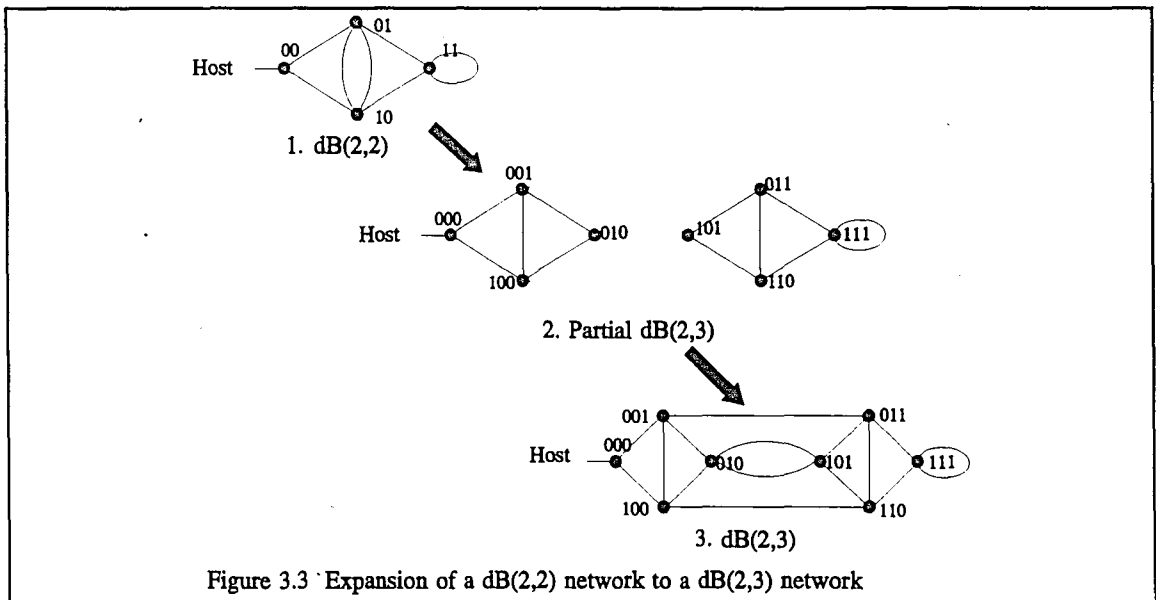 01
00
11
Host
10
1. dB(2,2)
001
011
000
Host
010
101
111
100
110
2. Partial dB(2,3)
001
011
000
Host
010
101
111
100
110
3. dB(2,3)
Figure 3.3 Expansion of a dB(2,2) network to a dB(2,3) network